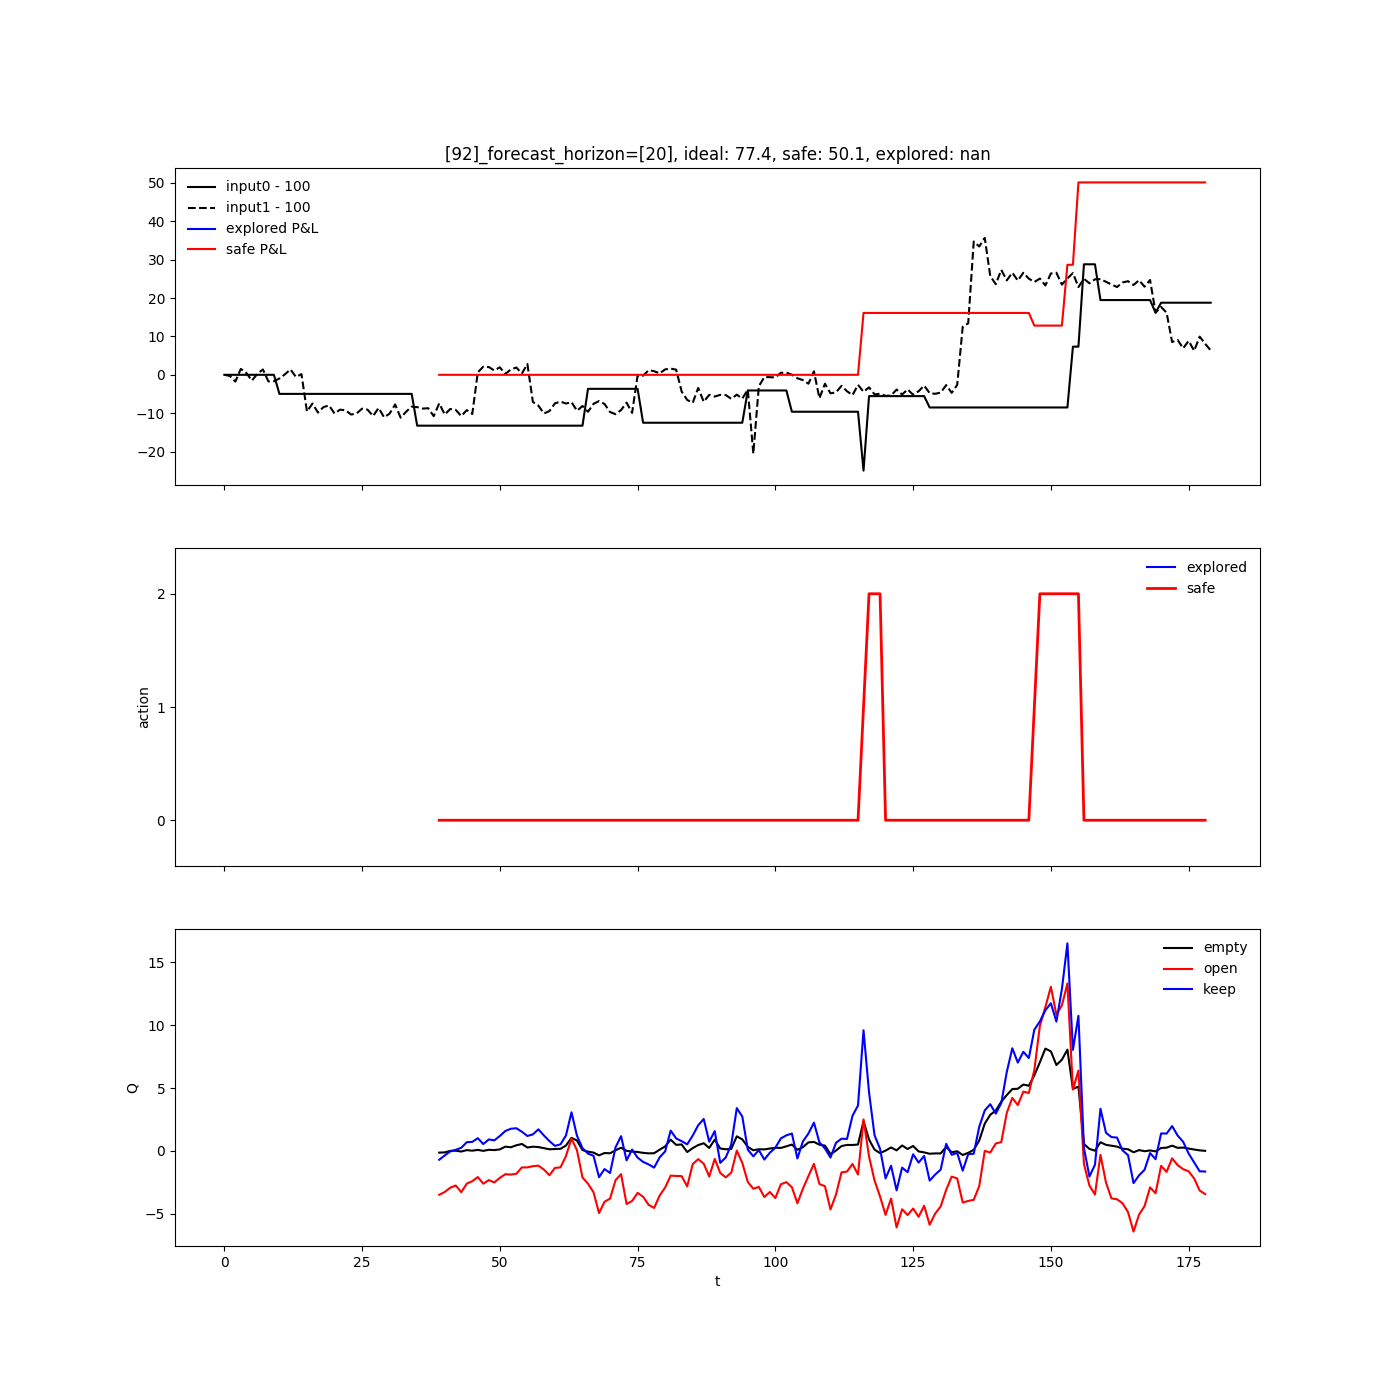 [92]_forecast_horizon=[20], ideal: 77.4, safe: 50.1, explored: nan
input0 - 100
input1 - 100
explored P&L
safe P&L
50
40
30
20
10
0
−10
−20
explored
safe
2
1
0
action
empty
open
keep
15
10
5
0
−5
Q
0 25 50 75 100 125 150 175
t